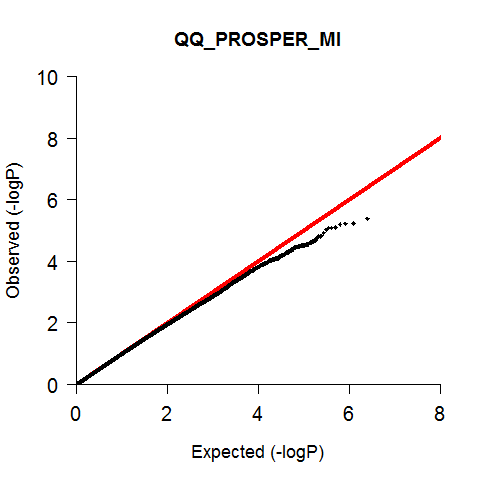 QQ_PROSPER_MI
10
8
6
4
2
0
Observed (-logP)
0 2 4 6 8
Expected (-logP)